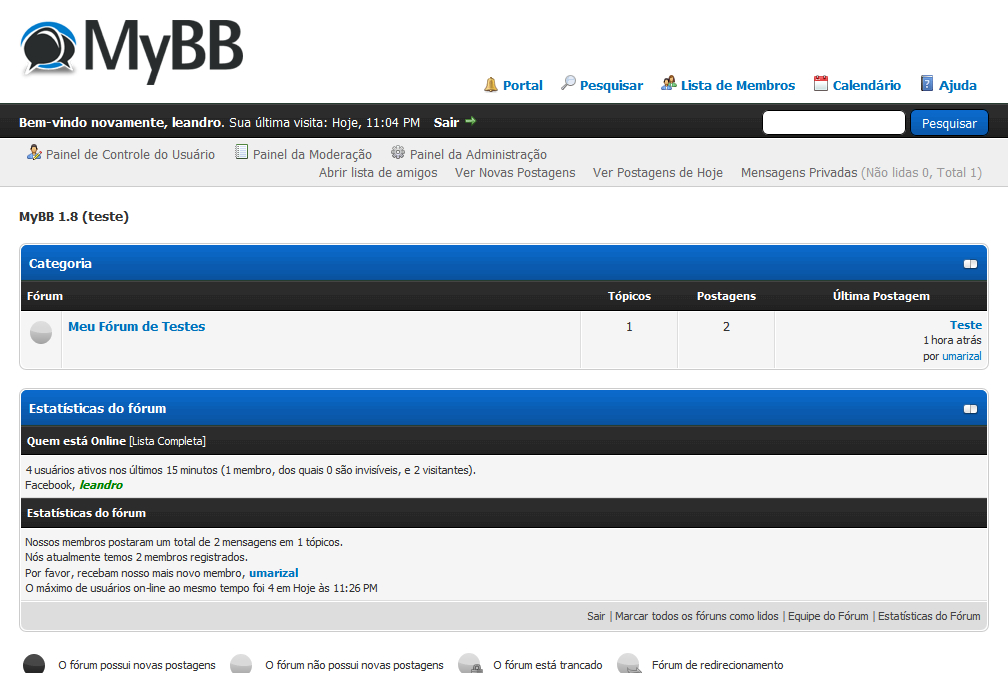 MyBB
Portal Pesquisar Lista de Membros Calendário Ajuda
Bem-vindo novamente, leandro. Sua última visita: Hoje, 11:04 PM Sair Pesquisar
Painel de Controle do Usuário Painel da Moderação Painel da Administração
Abrir lista de amigos Ver Novas Postagens Ver Postagens de Hoje Mensagens Privadas (Não lidas 0, Total 1)
MyBB 1.8 (teste)
Categoria
Fórum Tópicos Postagens Última Postagem
Meu Fórum de Testes 1 2 Teste
1 hora atrás
por umarizal
Estatísticas do fórum
Quem está Online [Lista Completa]
4 usuários ativos nos últimos 15 minutos (1 membro, dos quais 0 são invisíveis, e 2 visitantes).
Facebook, leandro
Estatísticas do fórum
Nossos membros postaram um total de 2 mensagens em 1 tópicos.
Nós atualmente temos 2 membros registrados.
Por favor, recebam nosso mais novo membro, umarizal
O máximo de usuários on-line ao mesmo tempo foi 4 em Hoje às 11:26 PM
Sair | Marcar todos os fóruns como lidos | Equipe do Fórum | Estatísticas do Fórum
O fórum possui novas postagens O fórum não possui novas postagens O fórum está trancado Fórum de redirecionamento